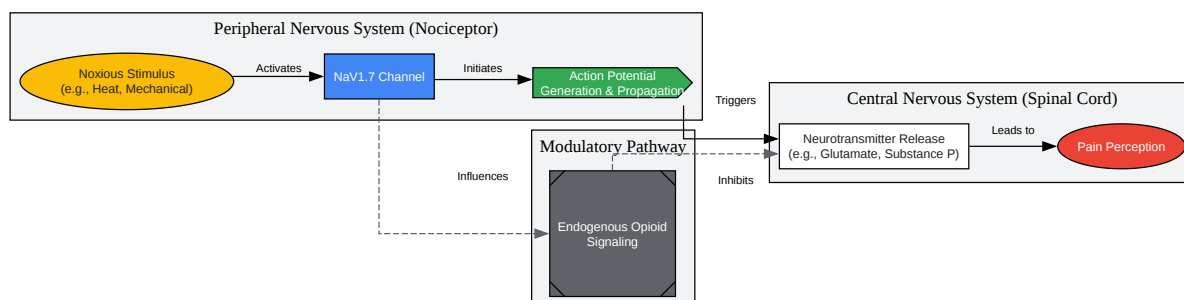 Peripheral Nervous System (Nociceptor)
Noxious Stimulus
(e.g., Heat, Mechanical)
Activates
NaV1.7 Channel
Initiates
Action Potential
Generation & Propagation
Triggers
Central Nervous System (Spinal Cord)
Neurotransmitter Release
(e.g., Glutamate, Substance P)
Leads to
Pain Perception
Modulatory Pathway
Influences
Inhibits
Endogenous Opioid
Signaling